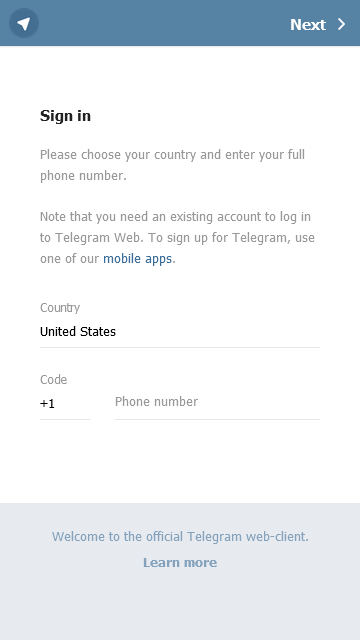 Next
Sign in
Please choose your country and enter your full
phone number.
Note that you need an existing account to log in
to Telegram Web. To sign up for Telegram, use
one of our mobile apps.
Country
United States
Code
+1
Phone number
Welcome to the official Telegram web-client.
Learn more